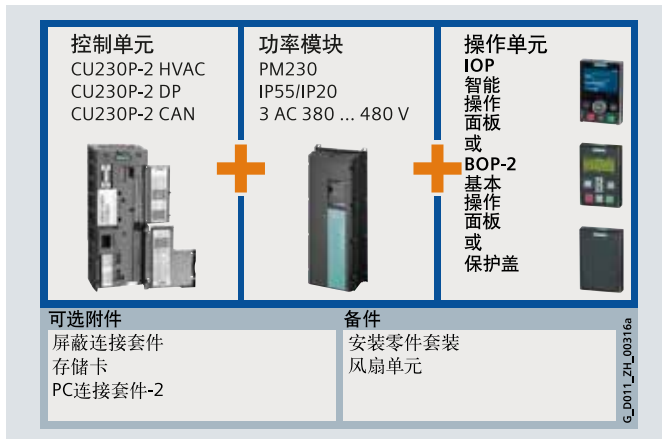 控制单元
CU230P-2 HVAC
CU230P-2 DP
CU230P-2 CAN
功率模块
PM230
IP55/IP20
3 AC 380 ... 480 V
操作单元
IOP
智能
操作
面板
或
BOP-2
基本
操作
面板
或
保护盖
可选附件
屏蔽连接套件
存储卡
PC连接套件-2
备件
安装零件套装
风扇单元
G_D011_ZH_00316a